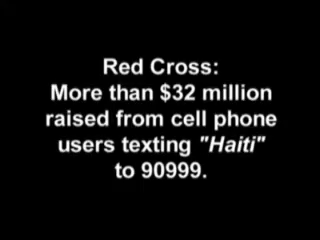 Red Cross:
More than $32 million
raised from cell phone
users texting "Haiti"
to 90999.